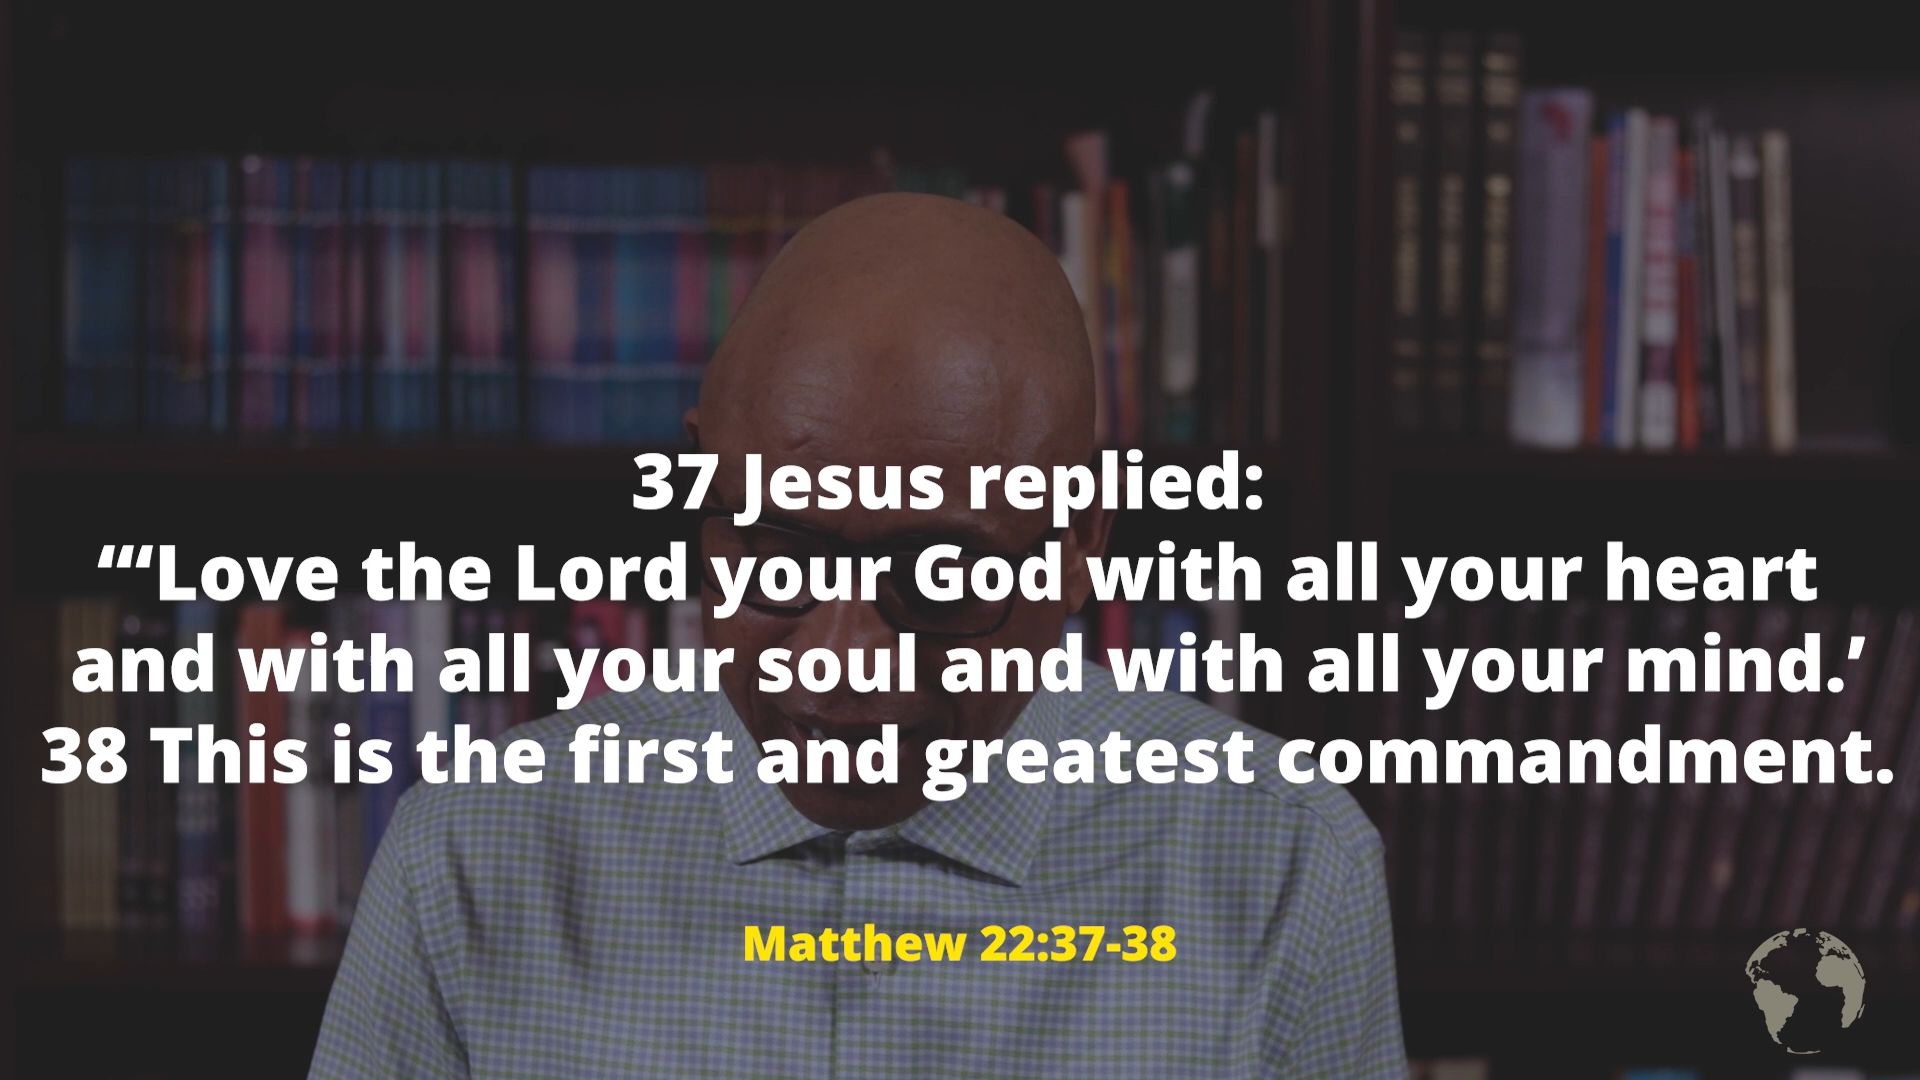 37 Jesus replied:
“‘Love the Lord your God with all your heart
and with all your soul and with all your mind.’
38 This is the first and greatest commandment.
Matthew 22:37-38